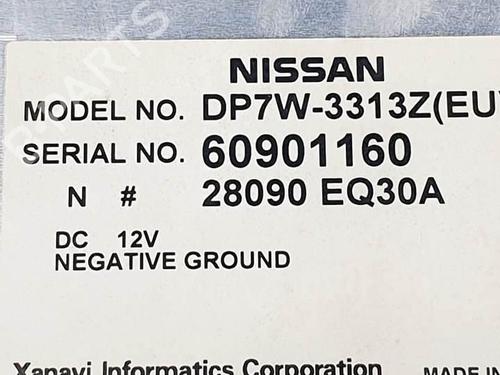 NISSAN
MODEL NO. DP7W-3313Z(EU)
SERIAL NO. 60901160
N # 28090 EQ30A
DC 12V
NEGATIVE GROUND
Xanavi Informatics Corporation MADE IN